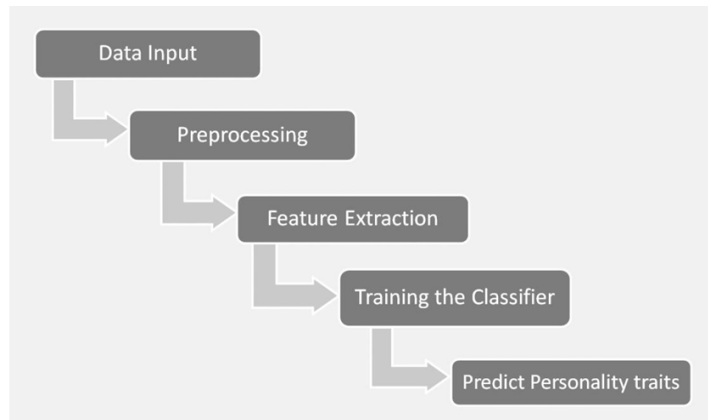 Data Input
Preprocessing
Feature Extraction
Training the Classifier
Predict Personality traits